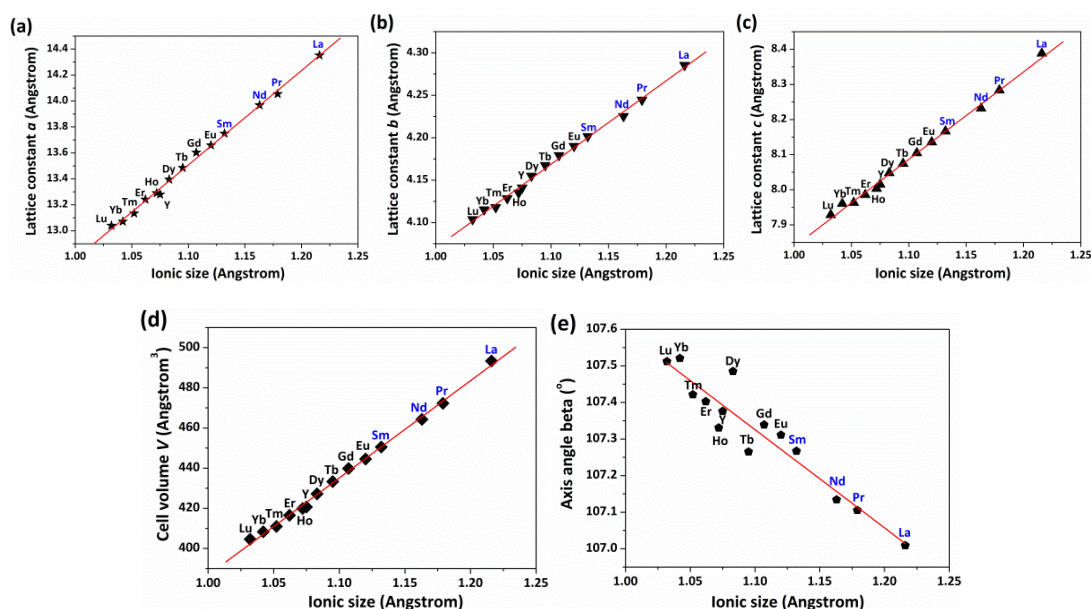 (a)
Lattice constant a (Angstrom)
14.4
14.2
14.0
13.8
13.6
13.4
13.2
13.0
La
Pr
Nd
Sm
Eu
Gd
Tb
Dy
Ho
Er
Y
Tm
Yb
Lu
1.00 1.05 1.10 1.15 1.20 1.25
Ionic size (Angstrom)
(b)
Lattice constant b (Angstrom)
4.30
4.25
4.20
4.15
4.10
La
Pr
Nd
Sm
Eu
Gd
Tb
Dy
Y
Er
Ho
Tm
Yb
Lu
1.00 1.05 1.10 1.15 1.20 1.25
Ionic size (Angstrom)
(c)
Lattice constant c (Angstrom)
8.4
8.3
8.2
8.1
8.0
7.9
La
Pr
Nd
Sm
Eu
Gd
Tb
Dy
Y
Er
Ho
Tm
Yb
Lu
1.00 1.05 1.10 1.15 1.20 1.25
Ionic size (Angstrom)
(d)
Cell volume V (Angstrom³)
500
480
460
440
420
400
La
Pr
Nd
Sm
Eu
Gd
Tb
Dy
Y
Er
Ho
Tm
Yb
Lu
1.00 1.05 1.10 1.15 1.20 1.25
Ionic size (Angstrom)
(e)
Axis angle beta (°)
107.6
107.5
107.4
107.3
107.2
107.1
107.0
Lu Yb
Dy
Tm
Er
Y
Ho
Gd
Eu
Tb
Sm
Nd
Pr
La
1.00 1.05 1.10 1.15 1.20 1.25
Ionic size (Angstrom)